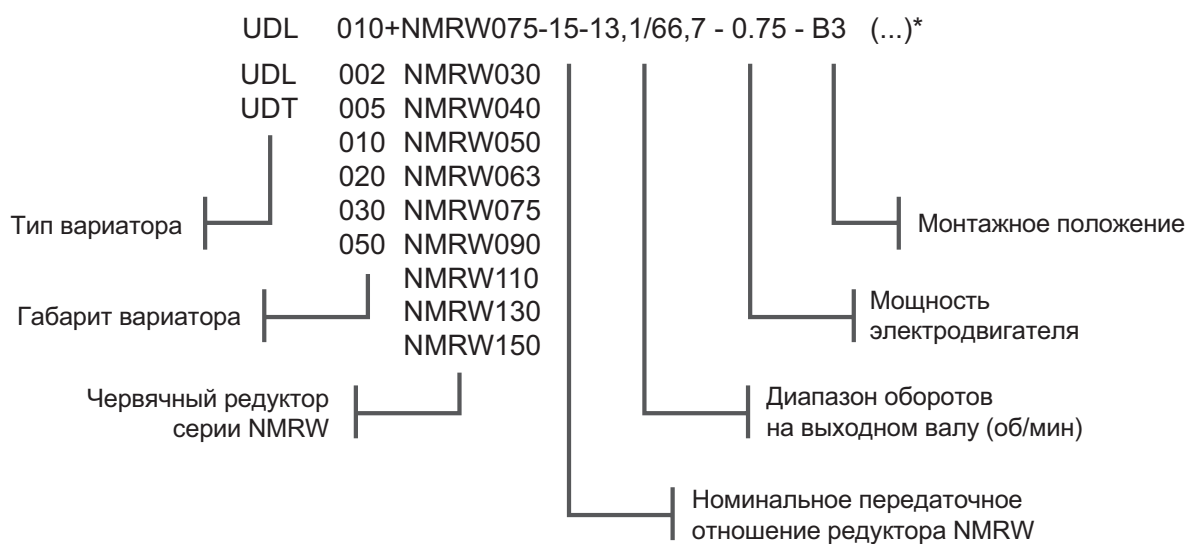 UDL 010+NMRW075-15-13,1/66,7 - 0.75 - B3 (...)*
UDL 002 NMRW030
UDT 005 NMRW040
010 NMRW050
020 NMRW063
030 NMRW075
050 NMRW090
NMRW110
NMRW130
NMRW150
Тип вариатора
Габарит вариатора
Червячный редуктор
серии NMRW
Монтажное положение
Мощность
электродвигателя
Диапазон оборотов
на выходном валу (об/мин)
Номинальное передаточное
отношение редуктора NMRW